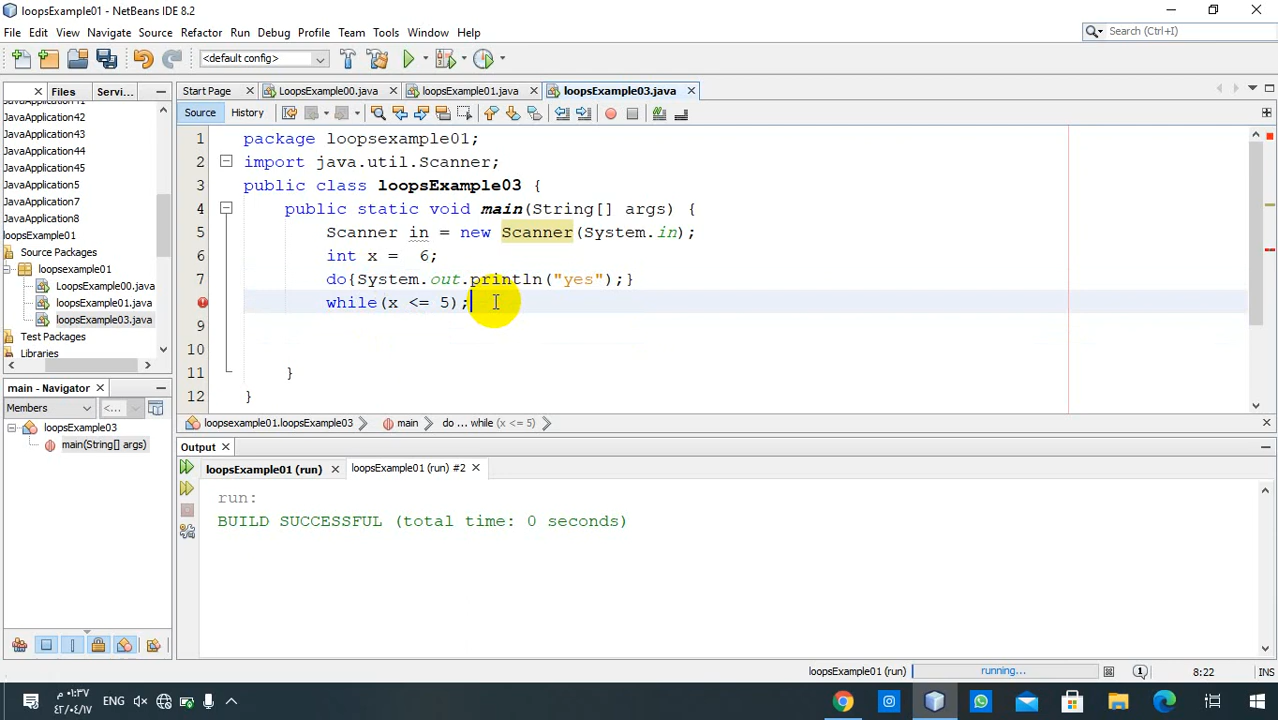 loopsExample01 - NetBeans IDE 8.2
File Edit View Navigate Source Refactor Run Debug Profile Team Tools Window Help
Search (Ctrl+I)
<default config>
Files Servi...
Start Page LoopsExample00.java loopsExample01.java loopsExample03.java
Source History
JavaApplication42
JavaApplication43
JavaApplication44
JavaApplication45
JavaApplication5
JavaApplication7
JavaApplication8
loopsExample01
Source Packages
loopsexample01
LoopsExample00.java
loopsExample01.java
loopsExample03.java
Test Packages
Libraries
1 package loopsexample01;
2 import java.util.Scanner;
3 public class loopsExample03 {
4 public static void main(String[] args) {
5 Scanner in = new Scanner(System.in);
6 int x =  6;
7 do{System.out.println("yes");}
while(x <= 5);
9
10
11 }
12 }
main - Navigator
Members <...
loopsExample03
main(String[] args)
loopsexample01.loopsExample03 main do ... while (x <= 5)
Output
loopsExample01 (run) loopsExample01 (run) #2
run:
BUILD SUCCESSFUL (total time: 0 seconds)
loopsExample01 (run) running... 1 8:22 INS
ENG
م ٠١:٣٧
٤٢/٠٤/١٧